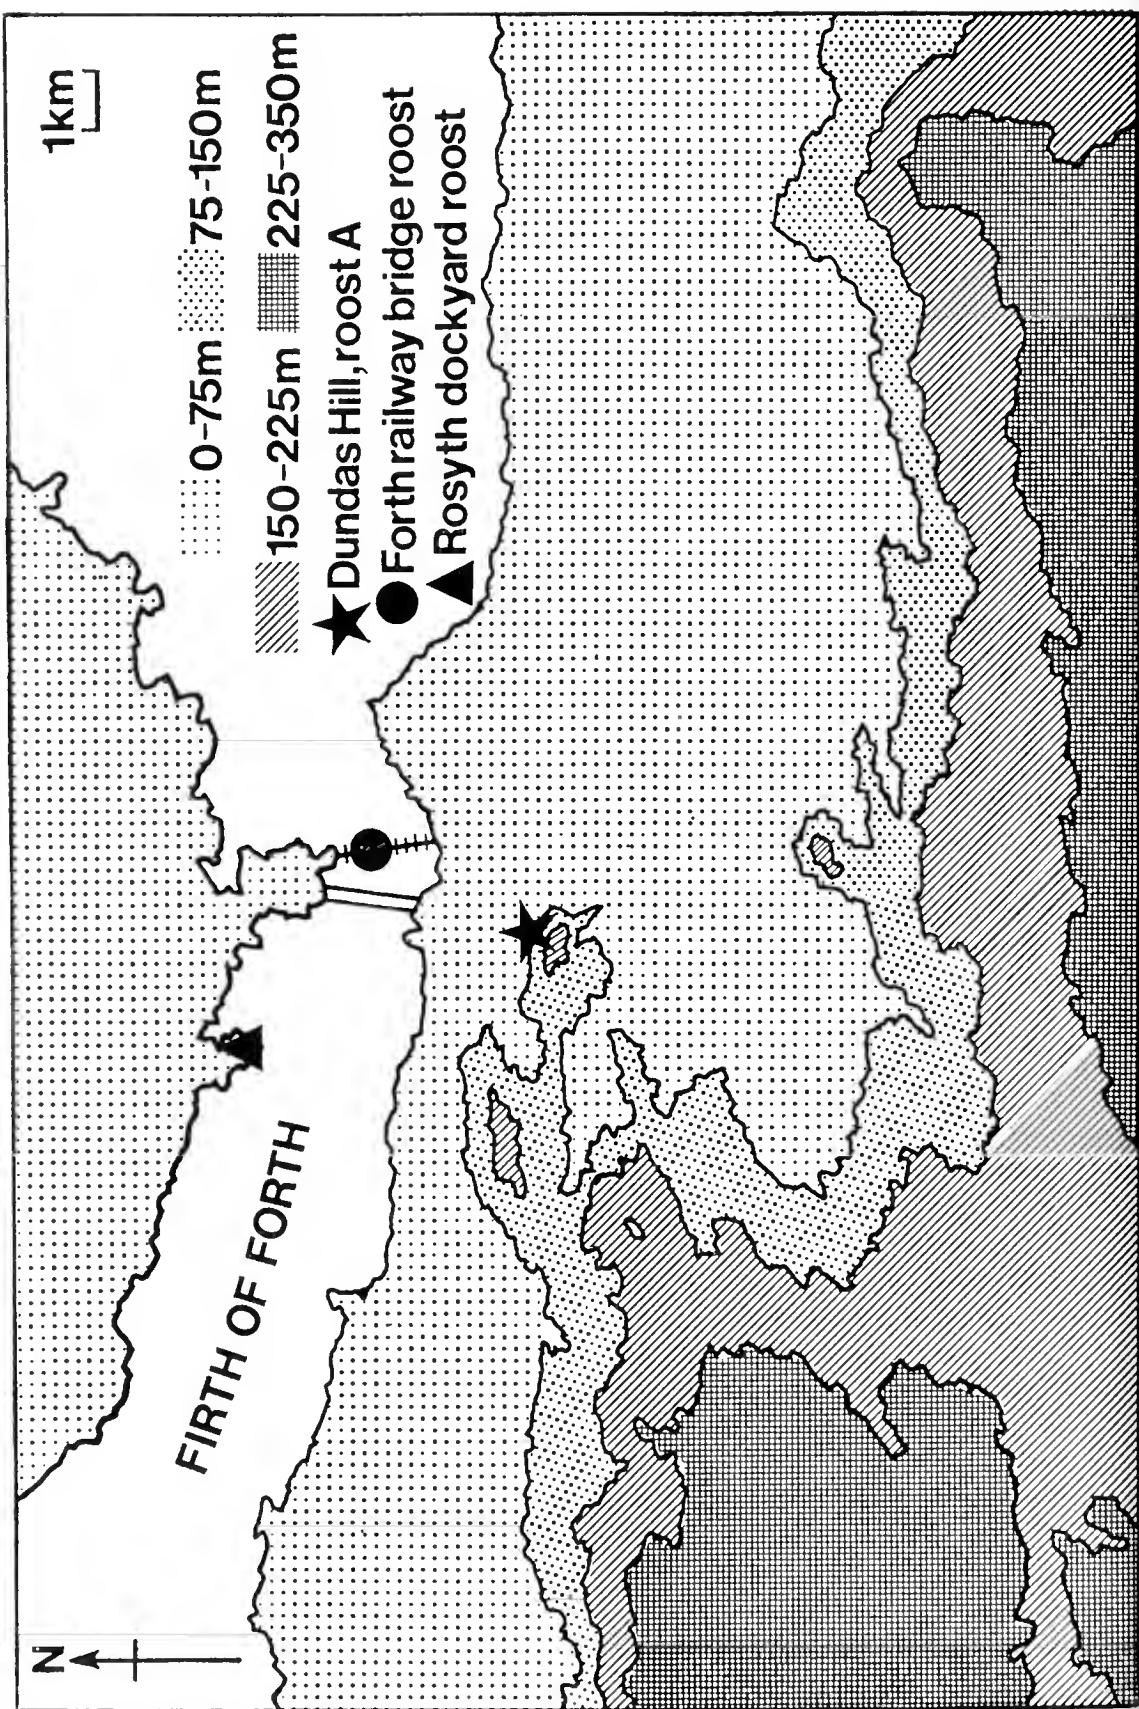 N
1km
0-75m
75-150m
150-225m
225-350m
Dundas Hill, roost A
Forth railway bridge roost
Rosyth dockyard roost
FIRTH OF FORTH